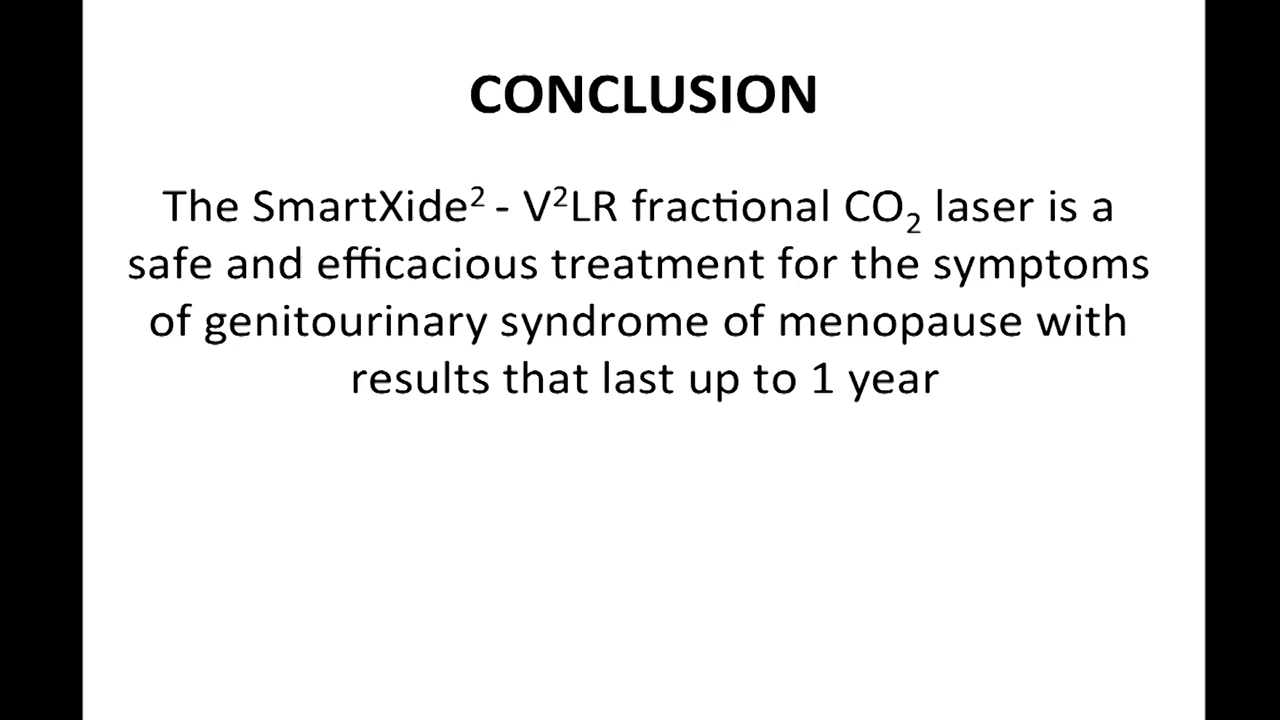 CONCLUSION
The SmartXide² - V²LR fractional CO₂ laser is a
safe and efficacious treatment for the symptoms
of genitourinary syndrome of menopause with
results that last up to 1 year